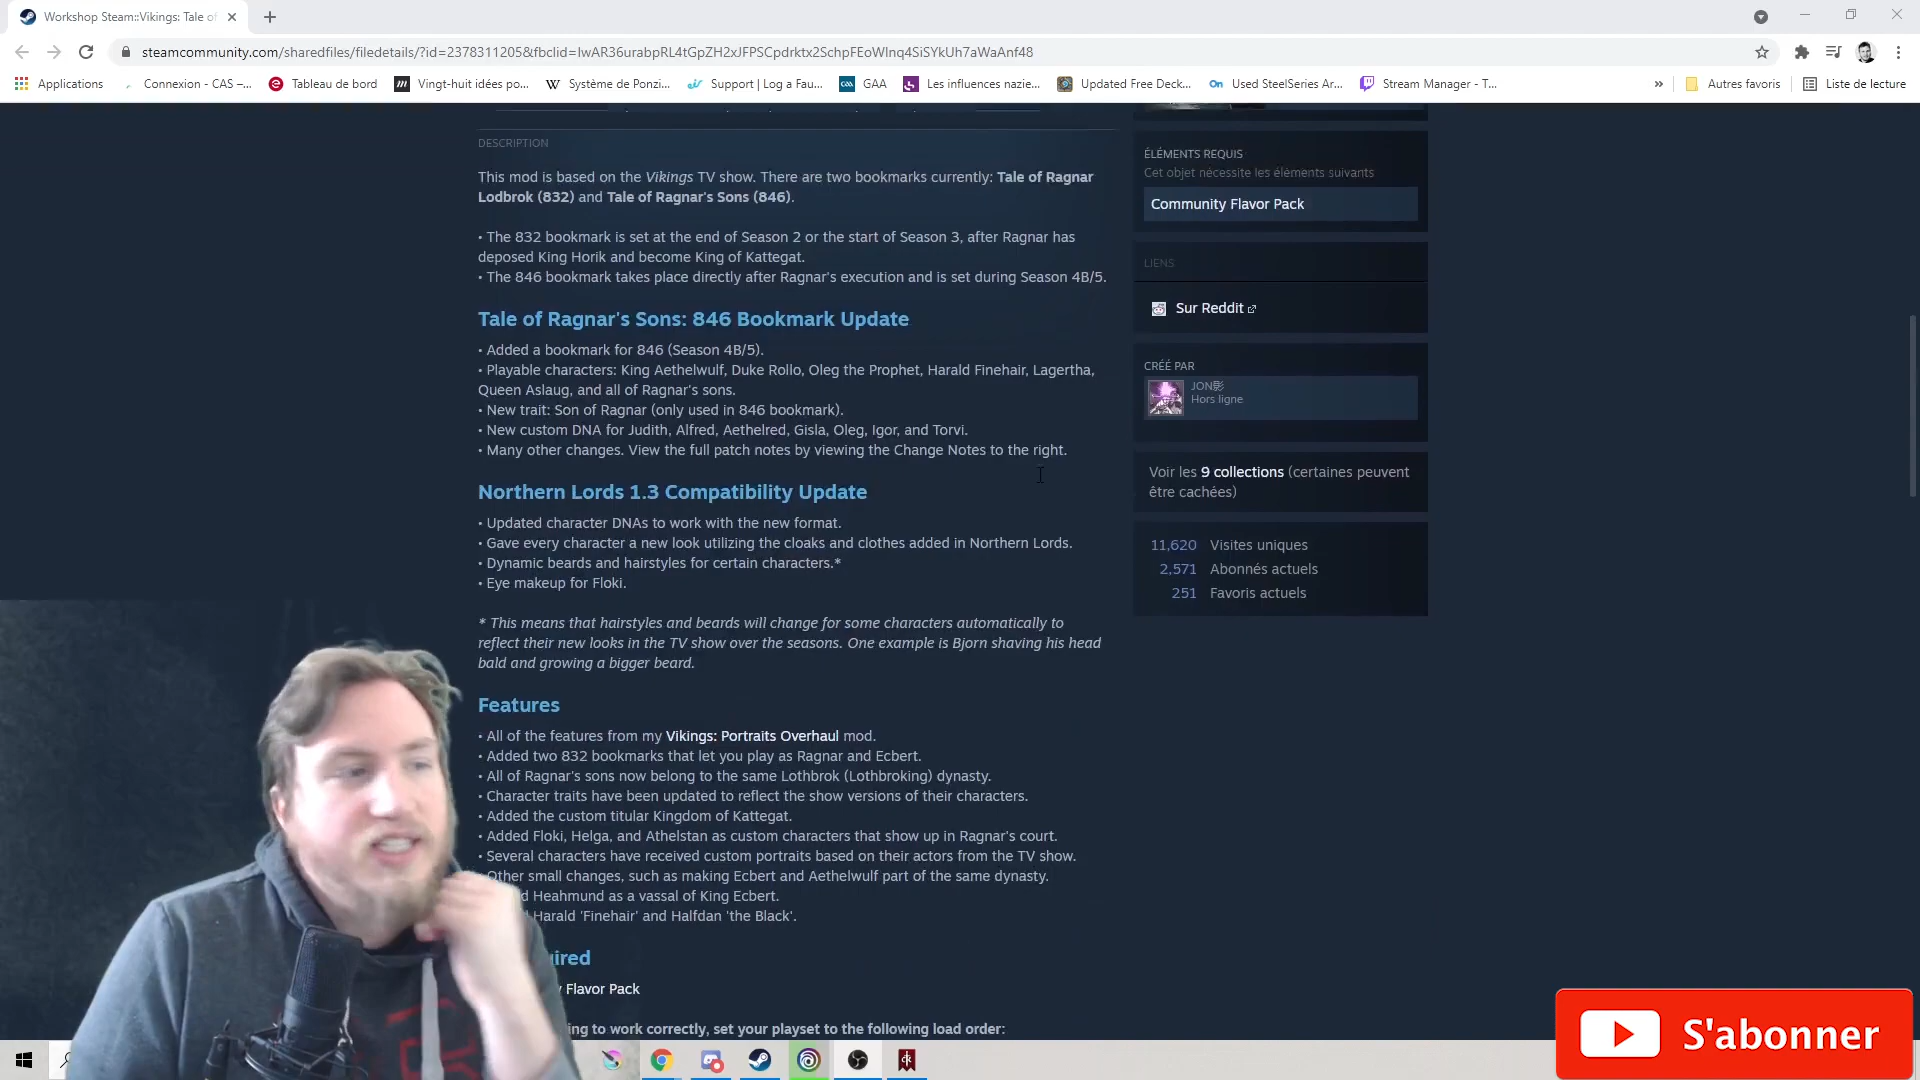 Workshop Steam::Vikings: Tale of
steamcommunity.com/sharedfiles/filedetails/?id=2378311205&fbclid=IwAR36urabpRL4tGpZH2xJFPSCpdrktx2SchpFEoWlnq4SiSYkUh7aWaAnf48
Applications
Connexion - CAS –...
Tableau de bord
Vingt-huit idées po...
Système de Ponzi...
Support | Log a Fau...
GAA
Les influences nazie...
Updated Free Deck...
Used SteelSeries Ar...
Stream Manager - T...
»
Autres favoris
Liste de lecture
DESCRIPTION
This mod is based on the Vikings TV show. There are two bookmarks currently: Tale of Ragnar
Lodbrok (832) and Tale of Ragnar's Sons (846).
• The 832 bookmark is set at the end of Season 2 or the start of Season 3, after Ragnar has
deposed King Horik and become King of Kattegat.
• The 846 bookmark takes place directly after Ragnar's execution and is set during Season 4B/5.
Tale of Ragnar's Sons: 846 Bookmark Update
• Added a bookmark for 846 (Season 4B/5).
• Playable characters: King Aethelwulf, Duke Rollo, Oleg the Prophet, Harald Finehair, Lagertha,
Queen Aslaug, and all of Ragnar's sons.
• New trait: Son of Ragnar (only used in 846 bookmark).
• New custom DNA for Judith, Alfred, Aethelred, Gisla, Oleg, Igor, and Torvi.
• Many other changes. View the full patch notes by viewing the Change Notes to the right.
Northern Lords 1.3 Compatibility Update
• Updated character DNAs to work with the new format.
• Gave every character a new look utilizing the cloaks and clothes added in Northern Lords.
• Dynamic beards and hairstyles for certain characters.*
• Eye makeup for Floki.
* This means that hairstyles and beards will change for some characters automatically to
reflect their new looks in the TV show over the seasons. One example is Bjorn shaving his head
bald and growing a bigger beard.
Features
• All of the features from my Vikings: Portraits Overhaul mod.
• Added two 832 bookmarks that let you play as Ragnar and Ecbert.
• All of Ragnar's sons now belong to the same Lothbrok (Lothbroking) dynasty.
• Character traits have been updated to reflect the show versions of their characters.
• Added the custom titular Kingdom of Kattegat.
• Added Floki, Helga, and Athelstan as custom characters that show up in Ragnar's court.
• Several characters have received custom portraits based on their actors from the TV show.
Other small changes, such as making Ecbert and Aethelwulf part of the same dynasty.
d Heahmund as a vassal of King Ecbert.
Harald 'Finehair' and Halfdan 'the Black'.
uired
y Flavor Pack
ing to work correctly, set your playset to the following load order:
ÉLÉMENTS REQUIS
Cet objet nécessite les éléments suivants
Community Flavor Pack
LIENS
Sur Reddit
CRÉÉ PAR
JON影
Hors ligne
Voir les 9 collections (certaines peuvent
être cachées)
11,620 Visites uniques
2,571 Abonnés actuels
251 Favoris actuels
S'abonner